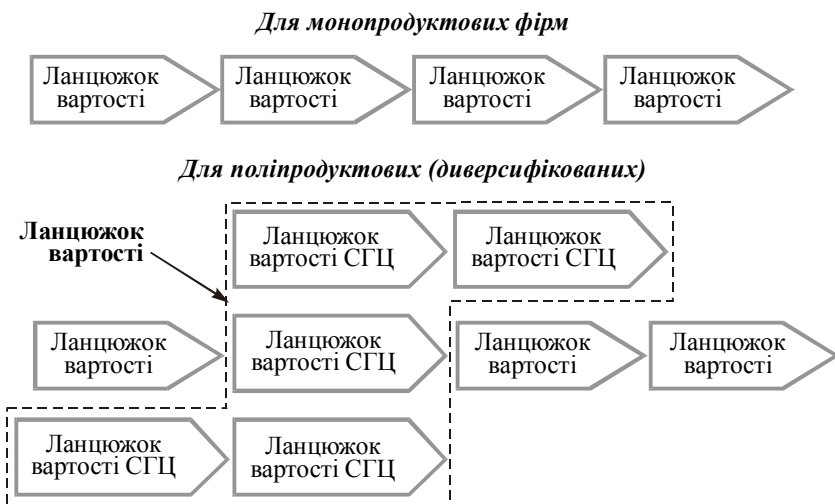 Для монопродуктових фірм
Ланцюжок
вартості
Ланцюжок
вартості
Ланцюжок
вартості
Ланцюжок
вартості
Для поліпродуктових (диверсифікованих)
Ланцюжок
вартості
Ланцюжок
вартості СГЦ
Ланцюжок
вартості СГЦ
Ланцюжок
вартості
Ланцюжок
вартості СГЦ
Ланцюжок
вартості
Ланцюжок
вартості
Ланцюжок
вартості СГЦ
Ланцюжок
вартості СГЦ